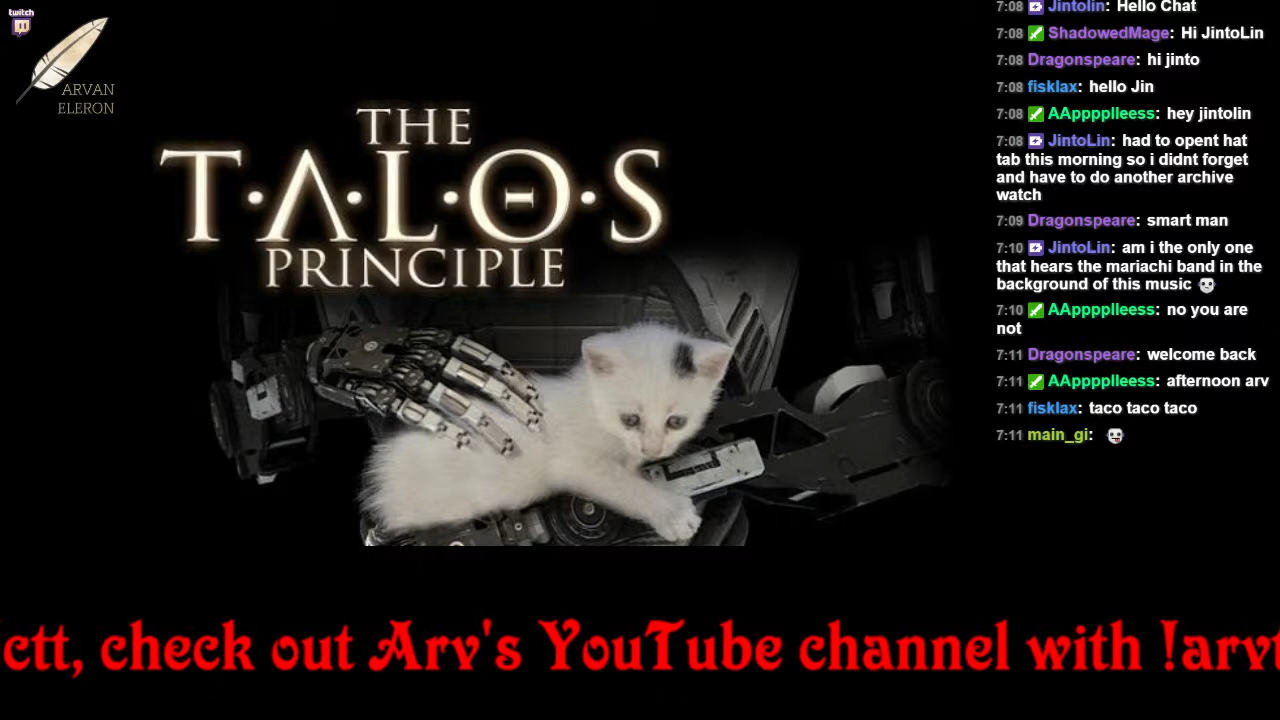 twitch
ARVAN
ELERON
THE
T·Λ·L·Θ·S
PRINCIPLE
7:08 Jintolin: Hello Chat
7:08 ShadowedMage: Hi JintoLin
7:08 Dragonspeare: hi jinto
7:08 fisklax: hello Jin
7:08 AApppplleess: hey jintolin
7:08 JintoLin: had to opent hat
tab this morning so i didnt forget
and have to do another archive
watch
7:09 Dragonspeare: smart man
7:10 JintoLin: am i the only one
that hears the mariachi band in the
background of this music
7:10 AApppplleess: no you are
not
7:11 Dragonspeare: welcome back
7:11 AApppplleess: afternoon arv
7:11 fisklax: taco taco taco
7:11 main_gi:
ctt, check out Arv's YouTube channel with !arv